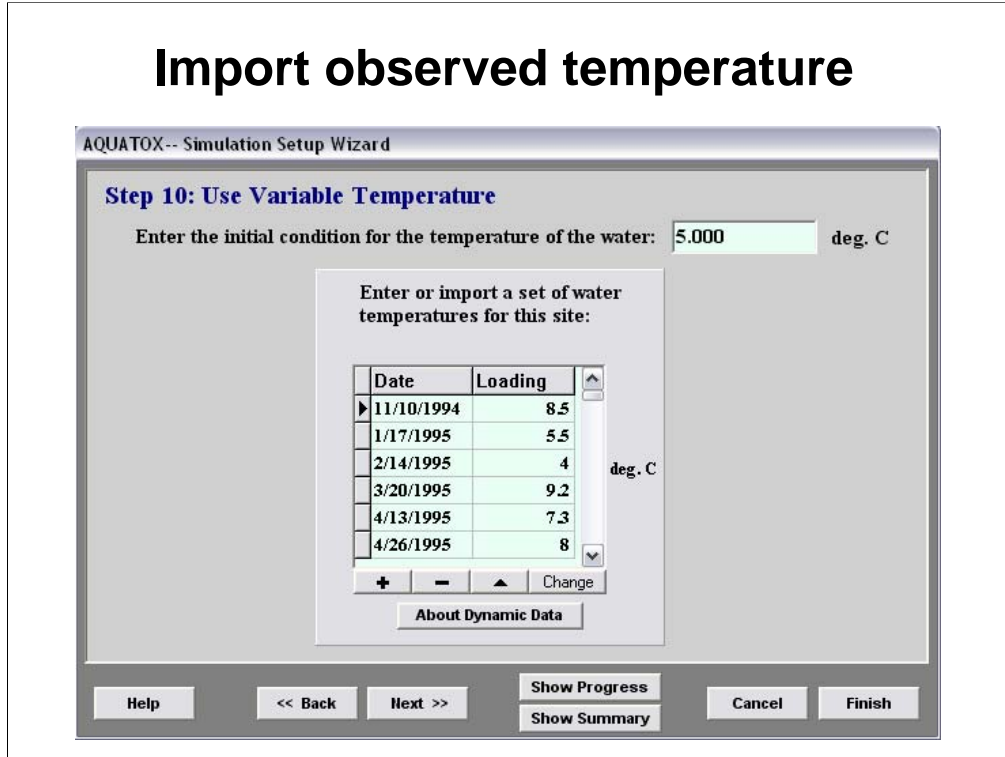 Import observed temperature
AQUATOX-- Simulation Setup Wizard
Step 10: Use Variable Temperature
Enter the initial condition for the temperature of the water: 5.000 deg. C
Enter or import a set of water
temperatures for this site:
Date Loading
11/10/1994 8.5
1/17/1995 5.5
2/14/1995 4
deg. C
3/20/1995 9.2
4/13/1995 7.3
4/26/1995 8
+ − ▲ Change
About Dynamic Data
Help << Back Next >> Show Progress Cancel Finish
Show Summary